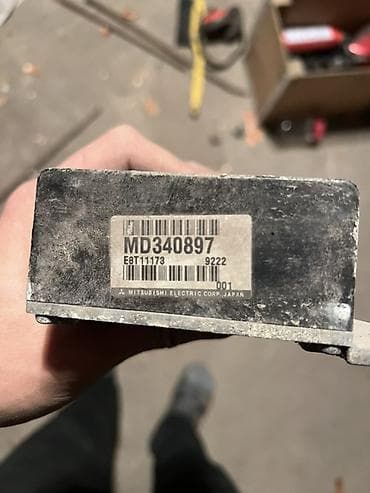 MD340897
E8T11173 9222
001
MITSUBISHI ELECTRIC CORP. JAPAN